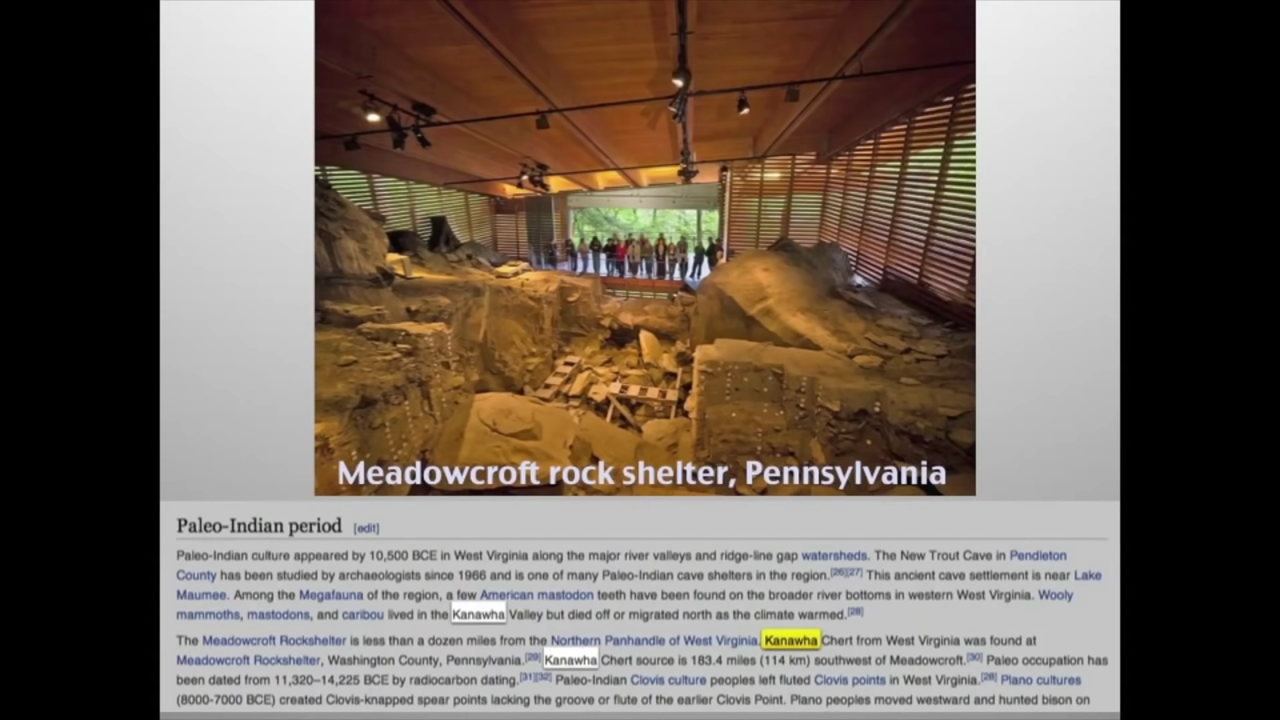 Meadowcroft rock shelter, Pennsylvania
Paleo-Indian period [edit]
Paleo-Indian culture appeared by 10,500 BCE in West Virginia along the major river valleys and ridge-line gap watersheds. The New Trout Cave in Pendleton
County has been studied by archaeologists since 1966 and is one of many Paleo-Indian cave shelters in the region.[26][27] This ancient cave settlement is near Lake
Maumee. Among the Megafauna of the region, a few American mastodon teeth have been found on the broader river bottoms in western West Virginia. Wooly
mammoths, mastodons, and caribou lived in the Kanawha Valley but died off or migrated north as the climate warmed.[28]
The Meadowcroft Rockshelter is less than a dozen miles from the Northern Panhandle of West Virginia. Kanawha Chert from West Virginia was found at
Meadowcroft Rockshelter, Washington County, Pennsylvania.[29] Kanawha Chert source is 183.4 miles (114 km) southwest of Meadowcroft.[30] Paleo occupation has
been dated from 11,320–14,225 BCE by radiocarbon dating.[31][32] Paleo-Indian Clovis culture peoples left fluted Clovis points in West Virginia.[28] Plano cultures
(8000-7000 BCE) created Clovis-knapped spear points lacking the groove or flute of the earlier Clovis Point. Plano peoples moved westward and hunted bison on